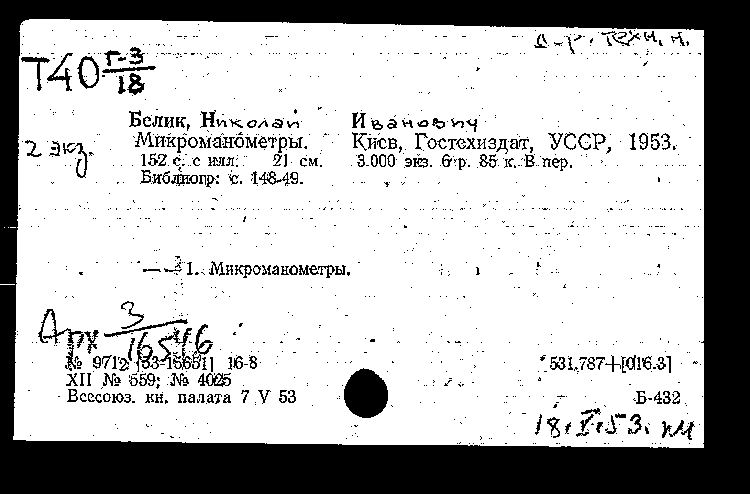 д-р. техн. н.
Т40 г-3/18
Белик, Николай Иванович
Микроманометры. Киев, Гостехиздат, УССР, 1953.
2 экз.
152 с. с илл. 21 см. 3.000 экз. 6 р. 85 к. В пер.
Библиогр: с. 148-49.
— — 1. Микроманометры.
Арх 3/16546
№ 9712 [53-15651] 16-8 531.787+[016.3]
XII № 559; № 4025
Всесоюз. кн. палата 7 V 53 Б-432
18.V.53.